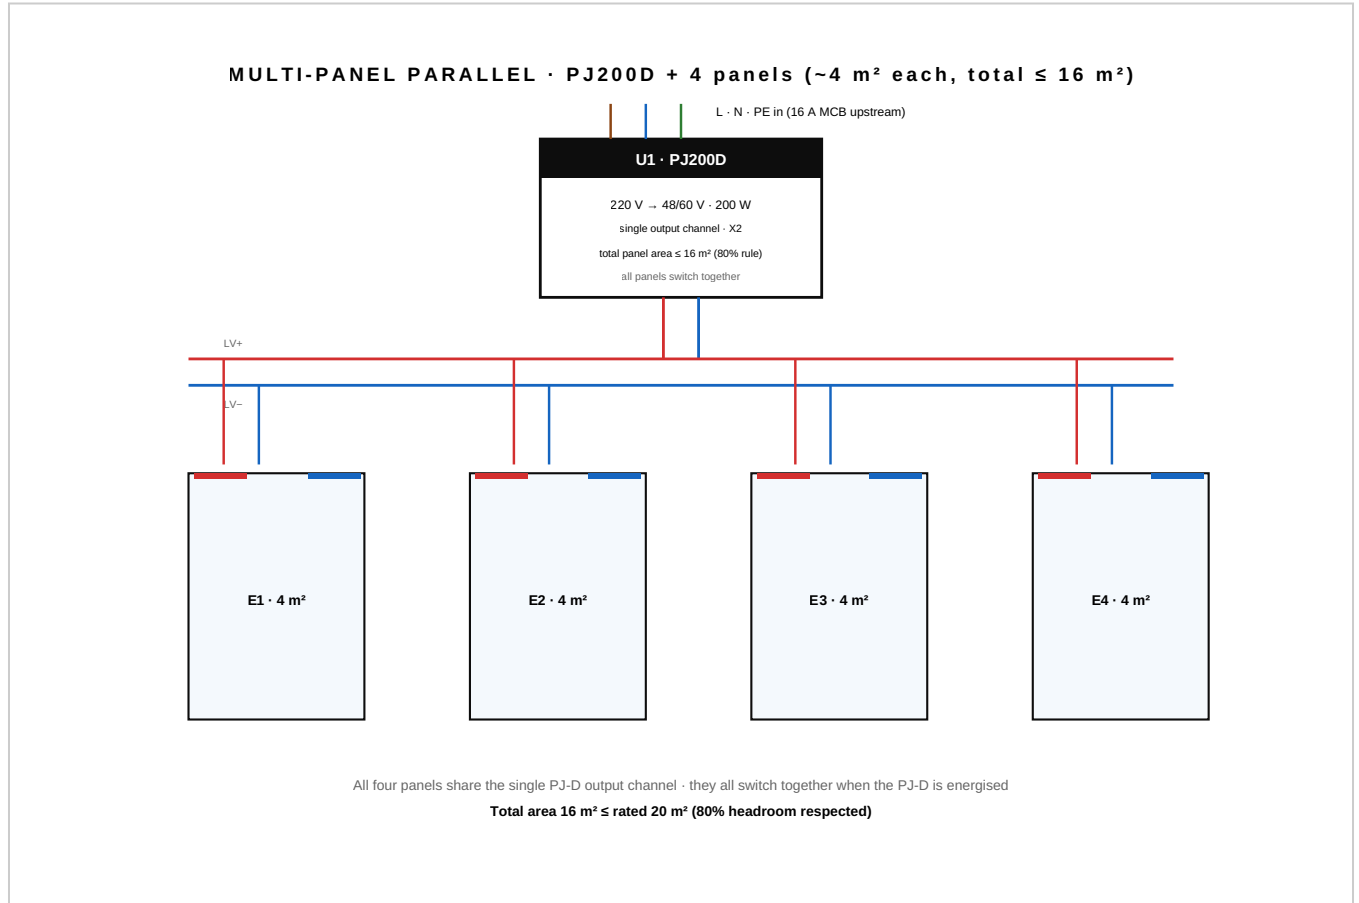 MULTI-PANEL PARALLEL · PJ200D + 4 panels (~4 m² each, total ≤ 16 m²)
L · N · PE in (16 A MCB upstream)
U1 · PJ200D
220 V → 48/60 V · 200 W
single output channel · X2
total panel area ≤ 16 m² (80% rule)
all panels switch together
LV+
LV−
E1 · 4 m²
E2 · 4 m²
E3 · 4 m²
E4 · 4 m²
All four panels share the single PJ-D output channel · they all switch together when the PJ-D is energised
Total area 16 m² ≤ rated 20 m² (80% headroom respected)